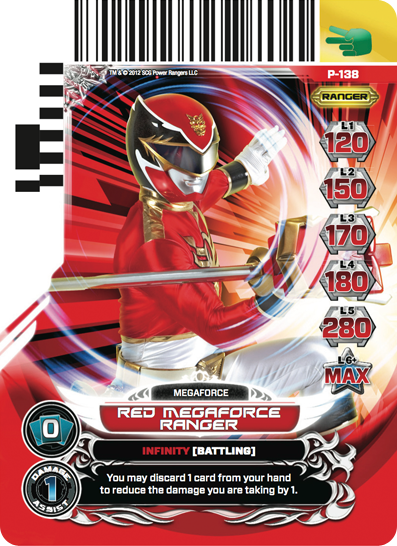 TM & © 2012 SCG Power Rangers LLC
P-138
RANGER
L1
120
L2
150
L3
170
L4
180
L5
280
L6+
MAX
MEGAFORCE
RED MEGAFORCE
RANGER
0
INFINITY [BATTLING]
DAMAGE
1
ASSIST
You may discard 1 card from your hand
to reduce the damage you are taking by 1.